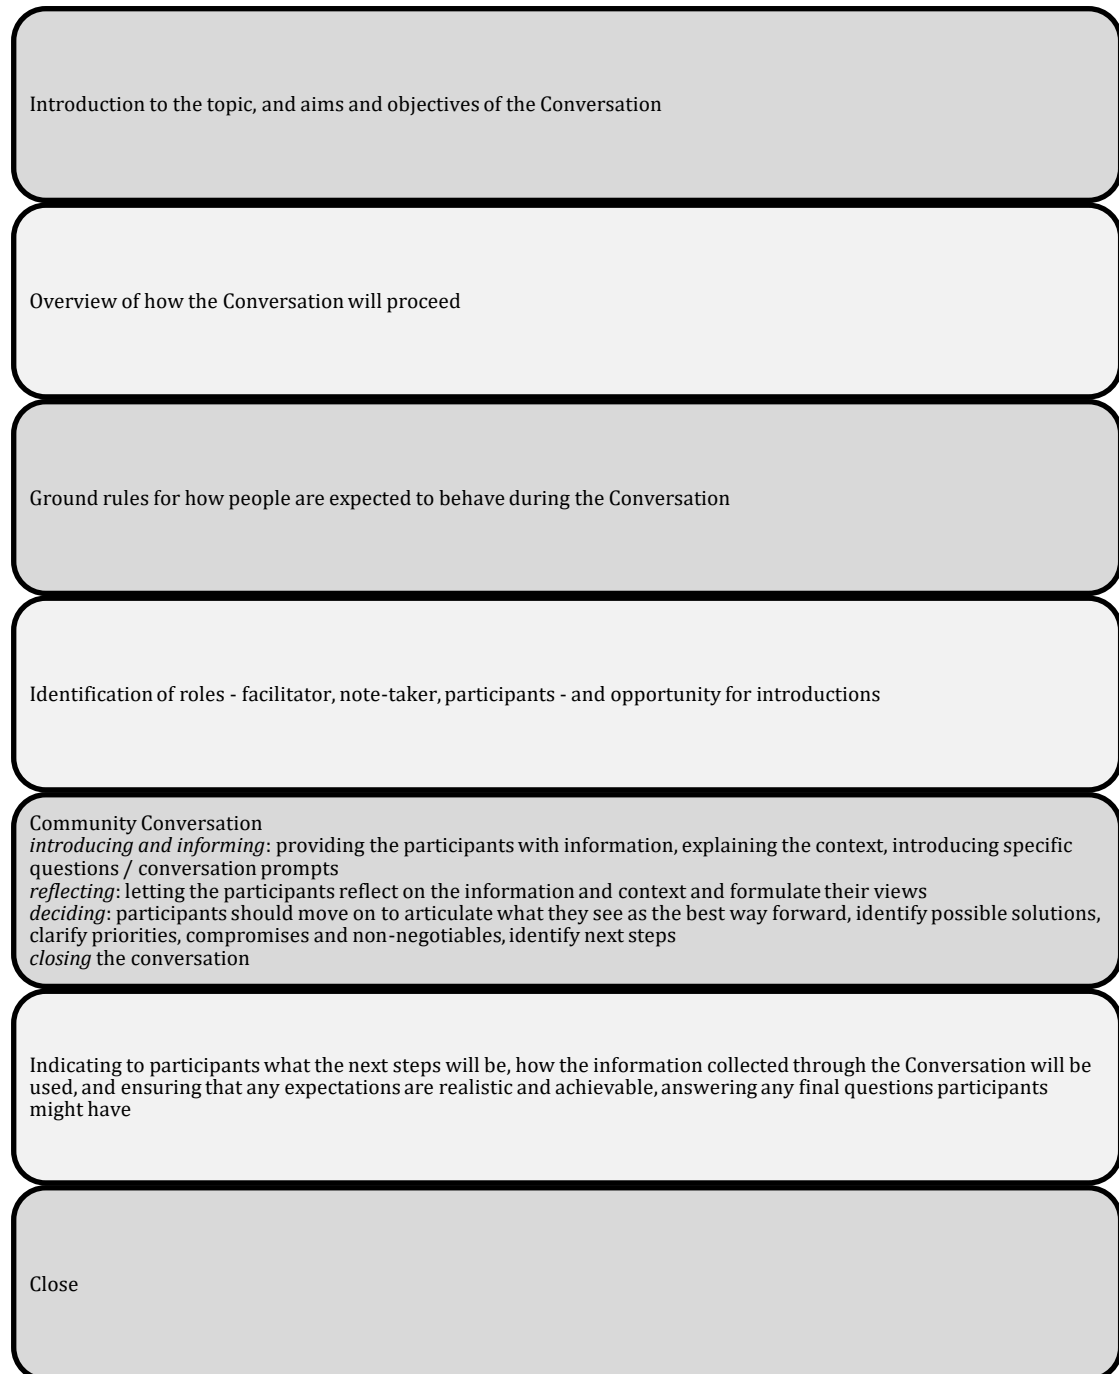 Introduction to the topic, and aims and objectives of the Conversation
Overview of how the Conversation will proceed
Ground rules for how people are expected to behave during the Conversation
Identification of roles - facilitator, note-taker, participants - and opportunity for introductions
Community Conversation
introducing and informing: providing the participants with information, explaining the context, introducing specific
questions / conversation prompts
reflecting: letting the participants reflect on the information and context and formulate their views
deciding: participants should move on to articulate what they see as the best way forward, identify possible solutions,
clarify priorities, compromises and non-negotiables, identify next steps
closing the conversation
Indicating to participants what the next steps will be, how the information collected through the Conversation will be
used, and ensuring that any expectations are realistic and achievable, answering any final questions participants
might have
Close